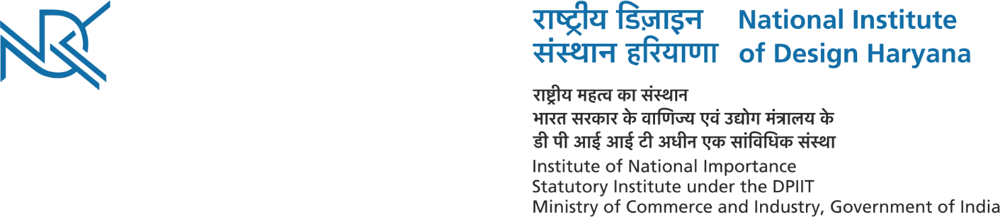 राष्ट्रीय डिज़ाइन
संस्थान हरियाणा
National Institute
of Design Haryana
राष्ट्रीय महत्व का संस्थान
भारत सरकार के वाणिज्य एवं उद्योग मंत्रालय के
डी पी आई आई टी अधीन एक सांविधिक संस्था
Institute of National Importance
Statutory Institute under the DPIIT
Ministry of Commerce and Industry, Government of India